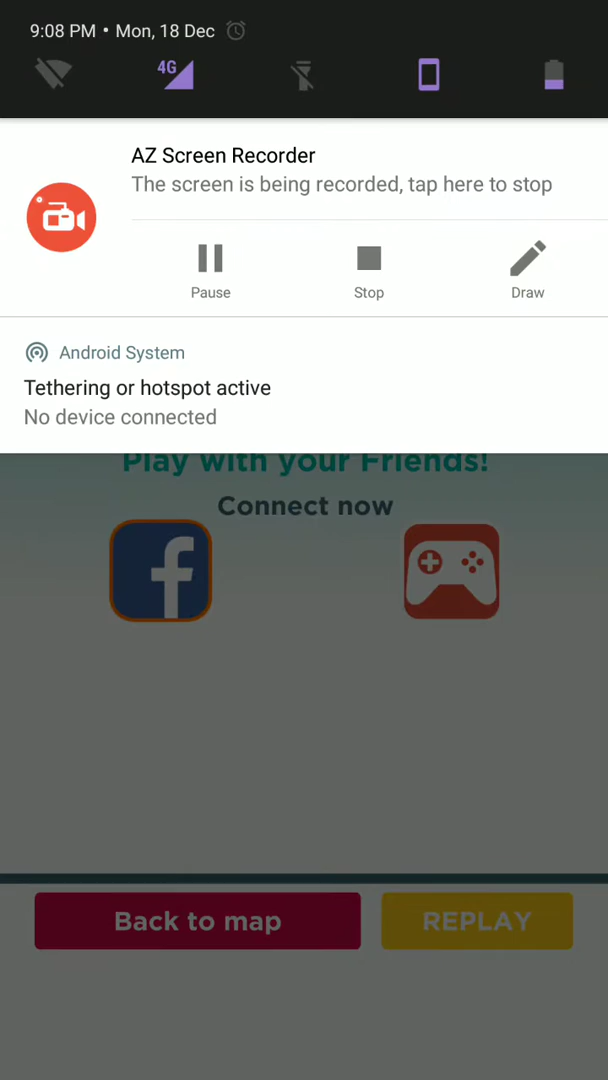 9:08 PM • Mon, 18 Dec
4G
AZ Screen Recorder
The screen is being recorded, tap here to stop
Pause
Stop
Draw
Android System
Tethering or hotspot active
No device connected
Play with your Friends!
Connect now
Back to map
REPLAY